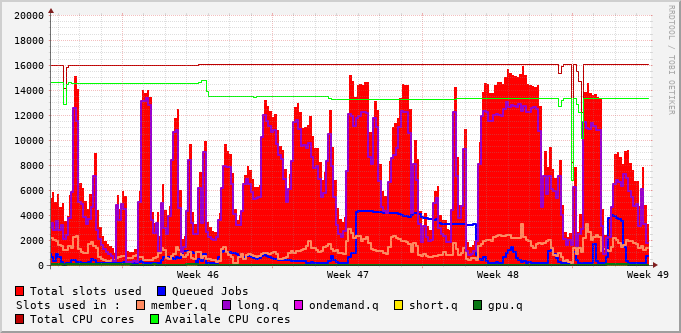 20000
18000
16000
14000
12000
10000
8000
6000
4000
2000
0
Week 46 Week 47 Week 48 Week 49
RRDTOOL / TOBI OETIKER
Total slots used Queued Jobs
Slots used in : member.q long.q ondemand.q short.q gpu.q
Total CPU cores Availale CPU cores